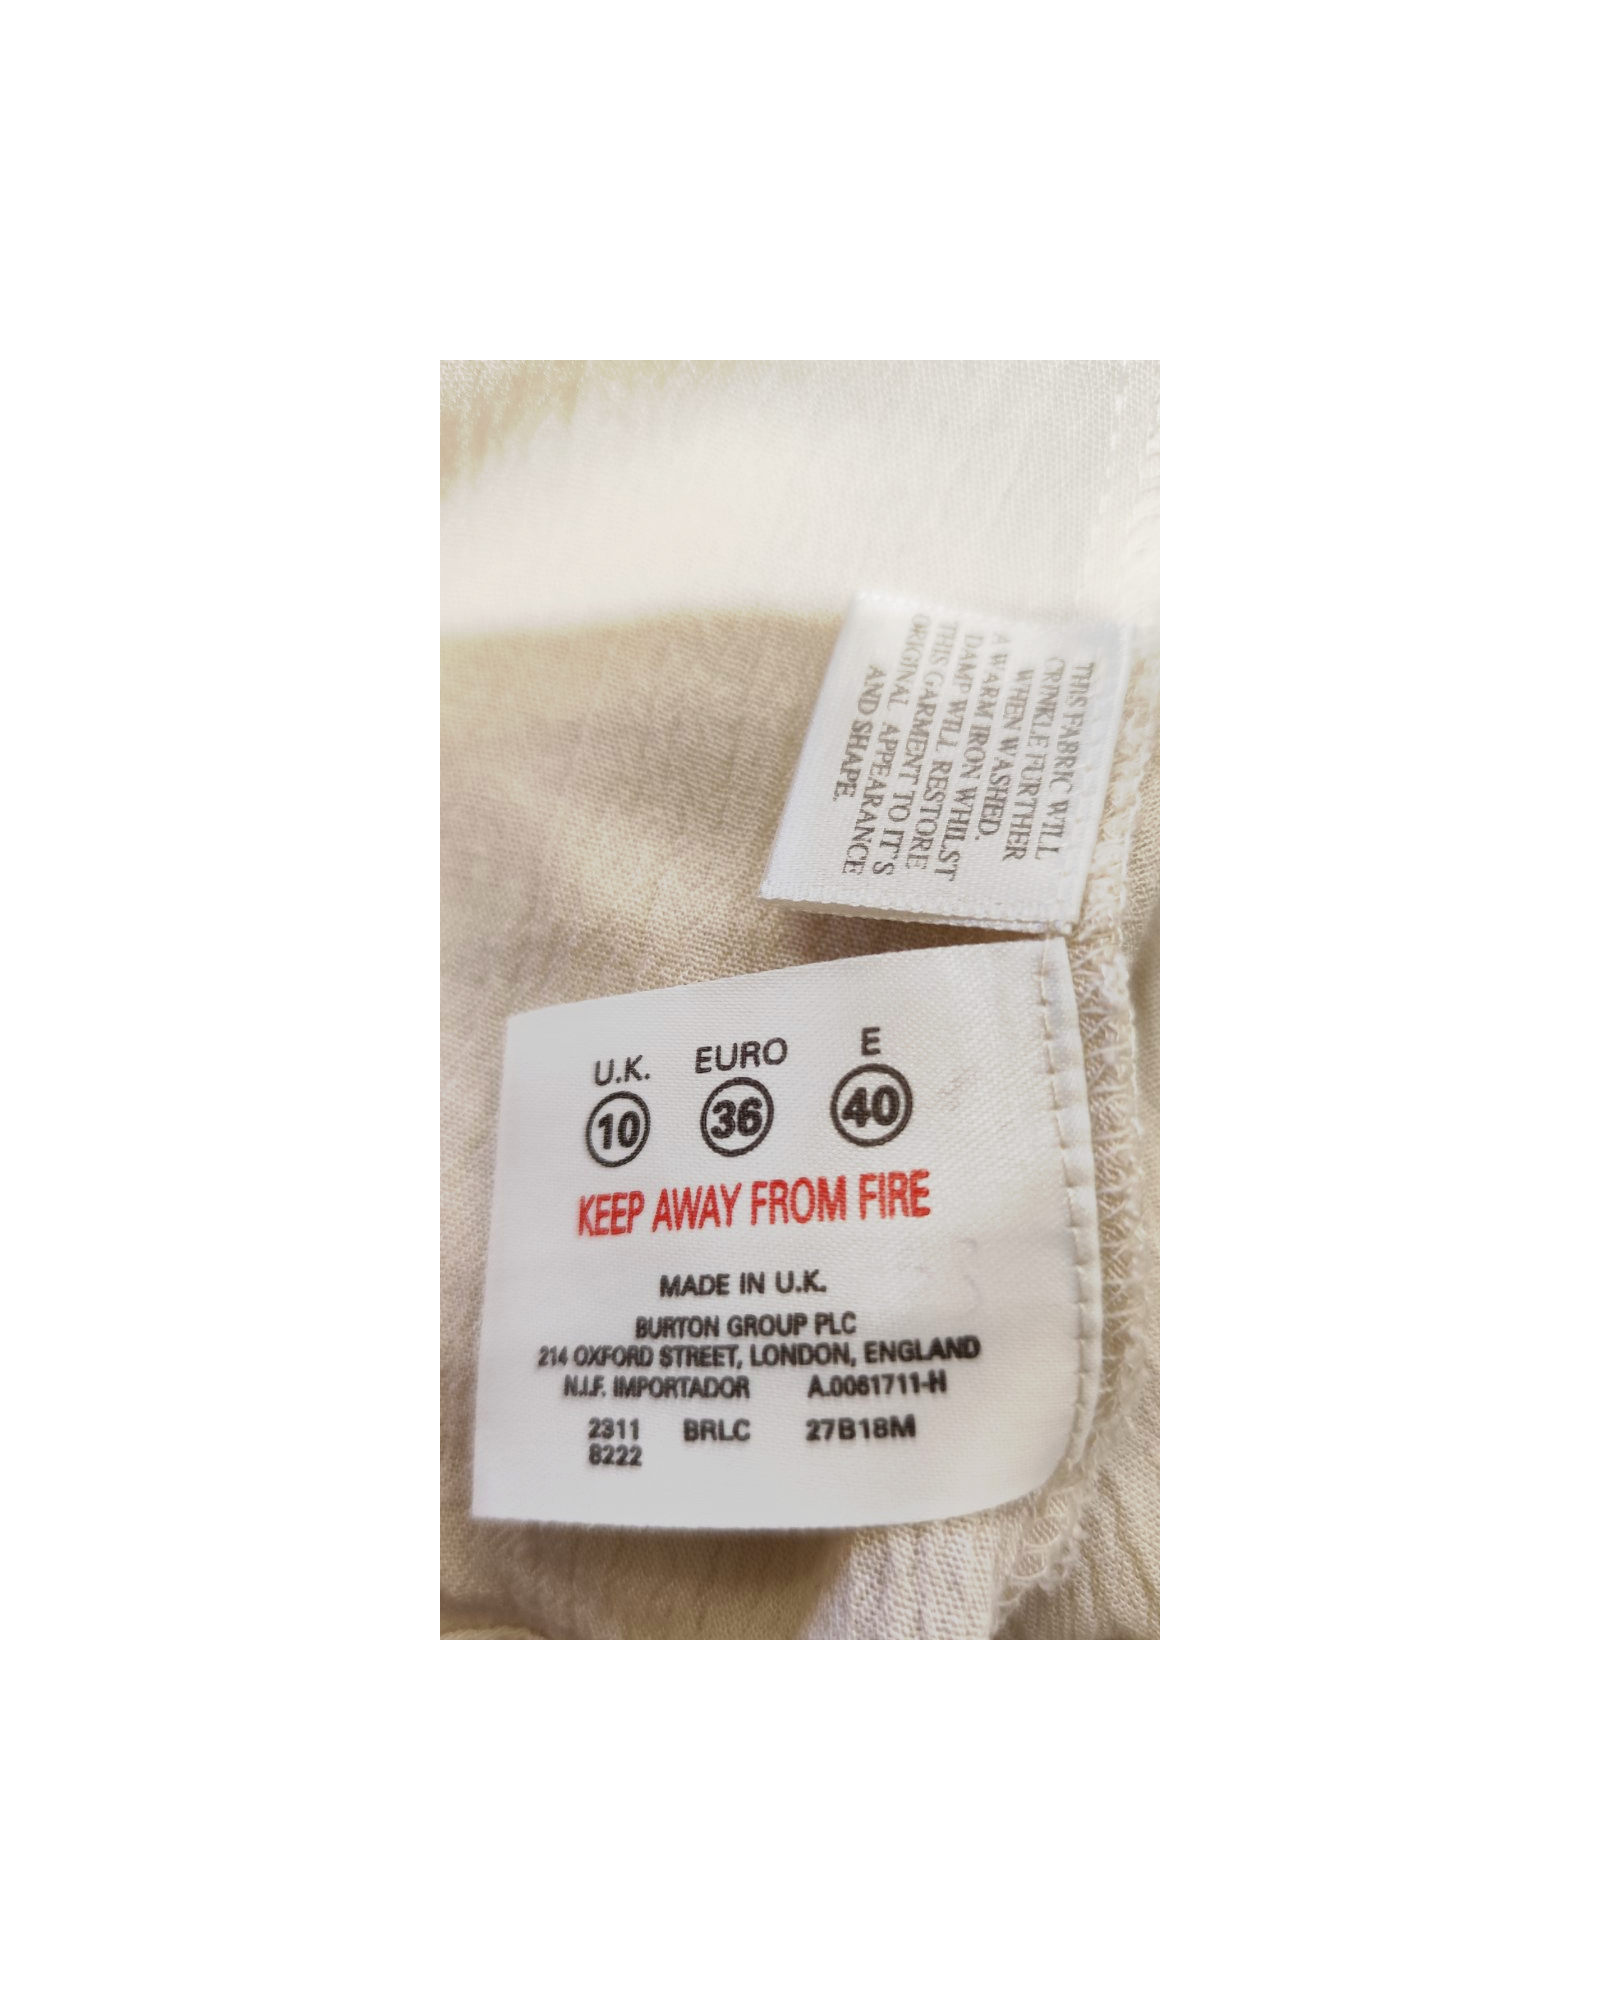 THIS FABRIC WILL
CRINKLE FURTHER
WHEN WASHED.
A WARM IRON WHILST
DAMP WILL RESTORE
THIS GARMENT TO IT'S
ORIGINAL APPEARANCE
AND SHAPE.
U.K. EURO E
10 36 40
KEEP AWAY FROM FIRE
MADE IN U.K.
BURTON GROUP PLC
214 OXFORD STREET, LONDON, ENGLAND
N.I.F. IMPORTADOR A.0061711-H
2311 BRLC 27B18M
8222